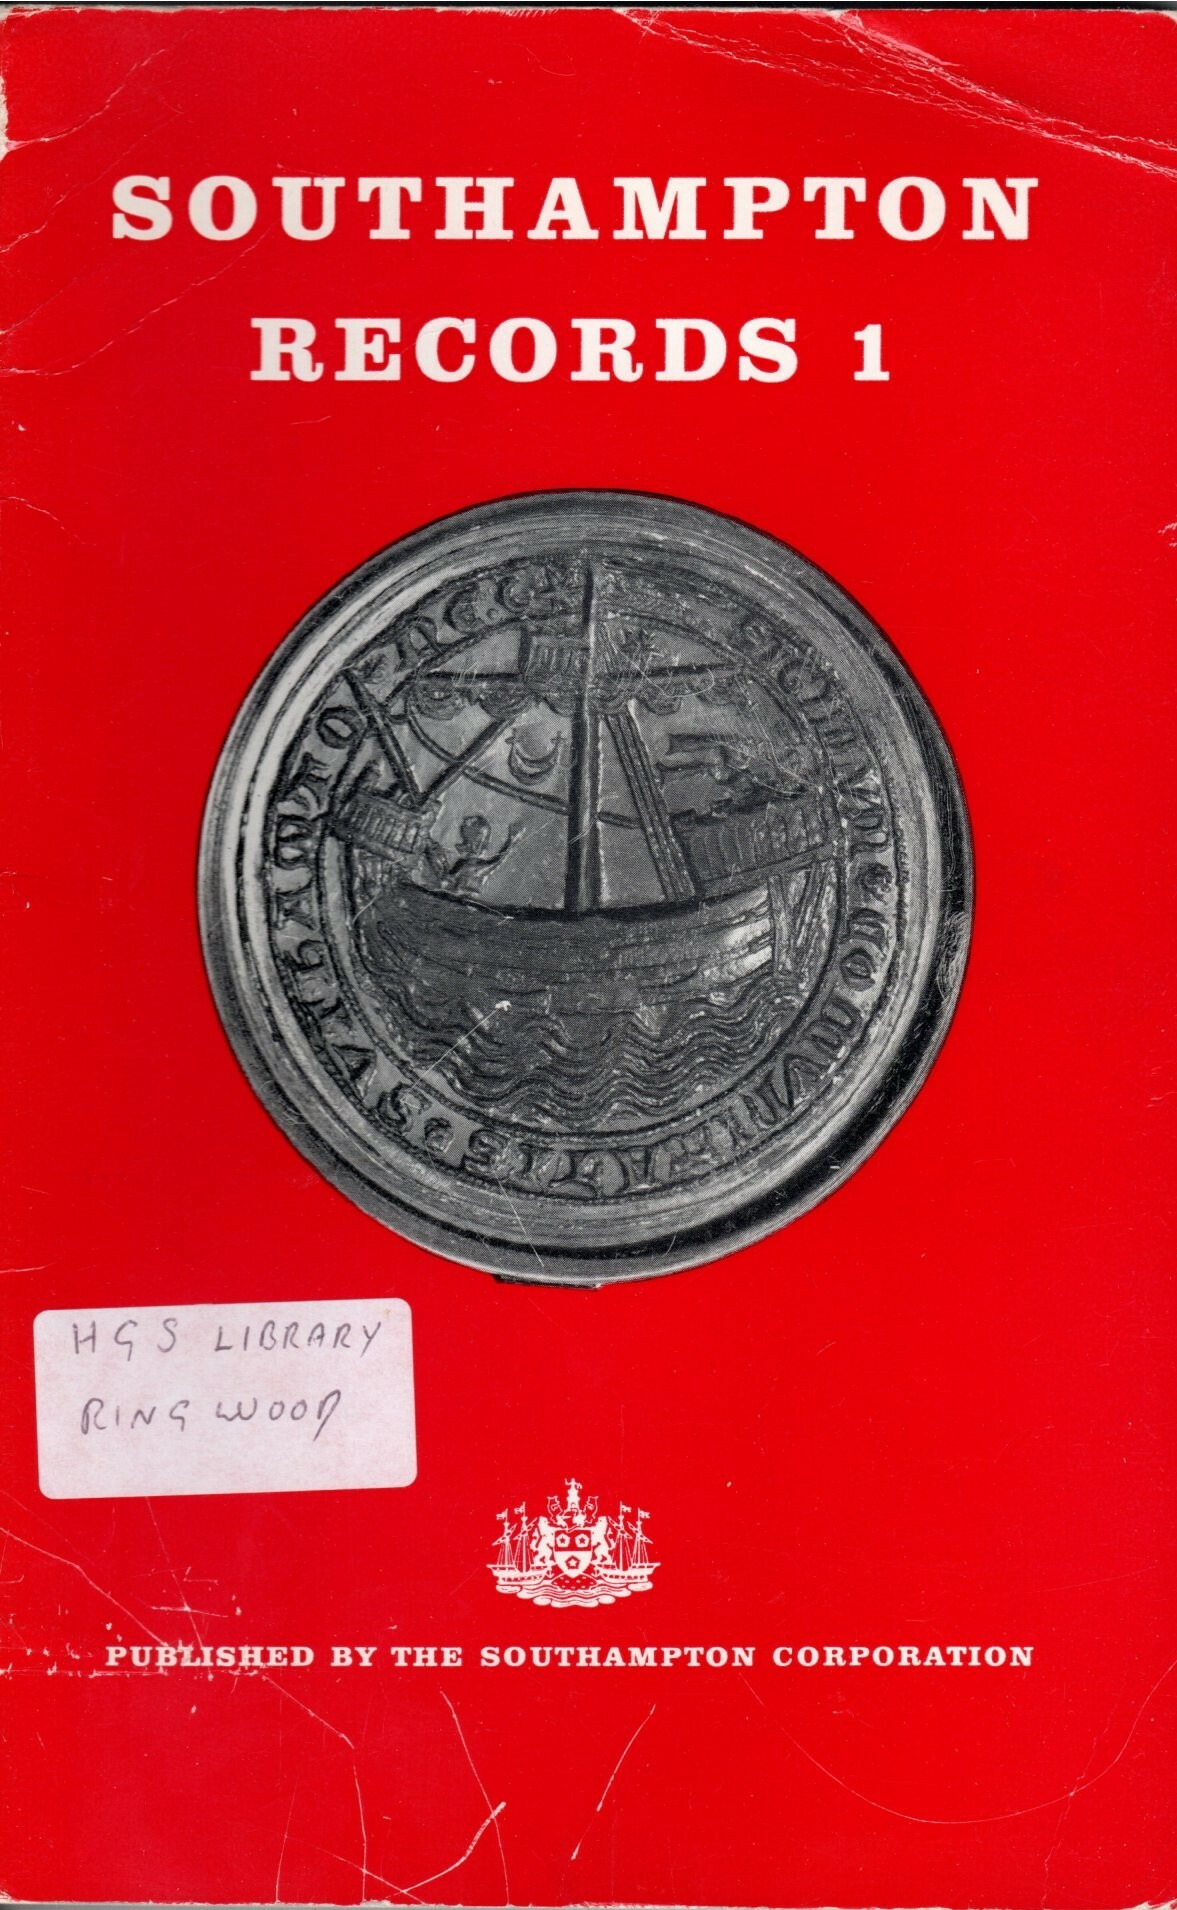 SOUTHAMPTON
RECORDS 1
HGS LIBRARY
RINGWOOD
PUBLISHED BY THE SOUTHAMPTON CORPORATION